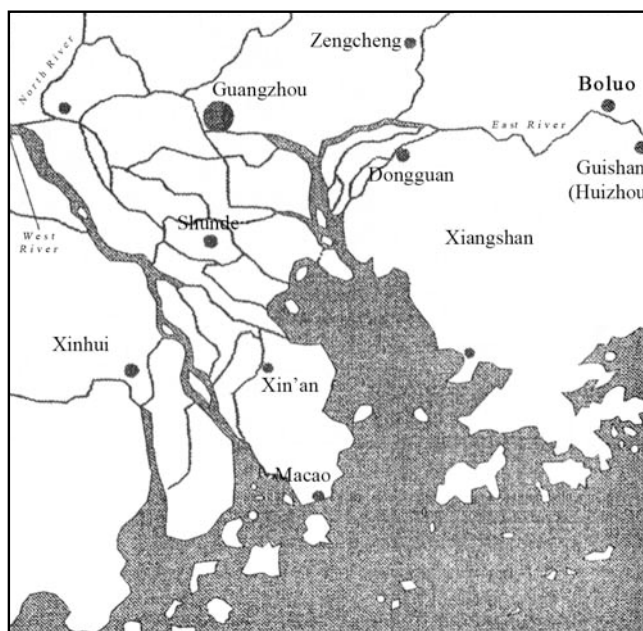 Zengcheng
North River
Guangzhou
Boluo
East River
Dongguan
Guishan
(Huizhou
Shunde
West
River
Xiangshan
Xinhui
Xin'an
Macao